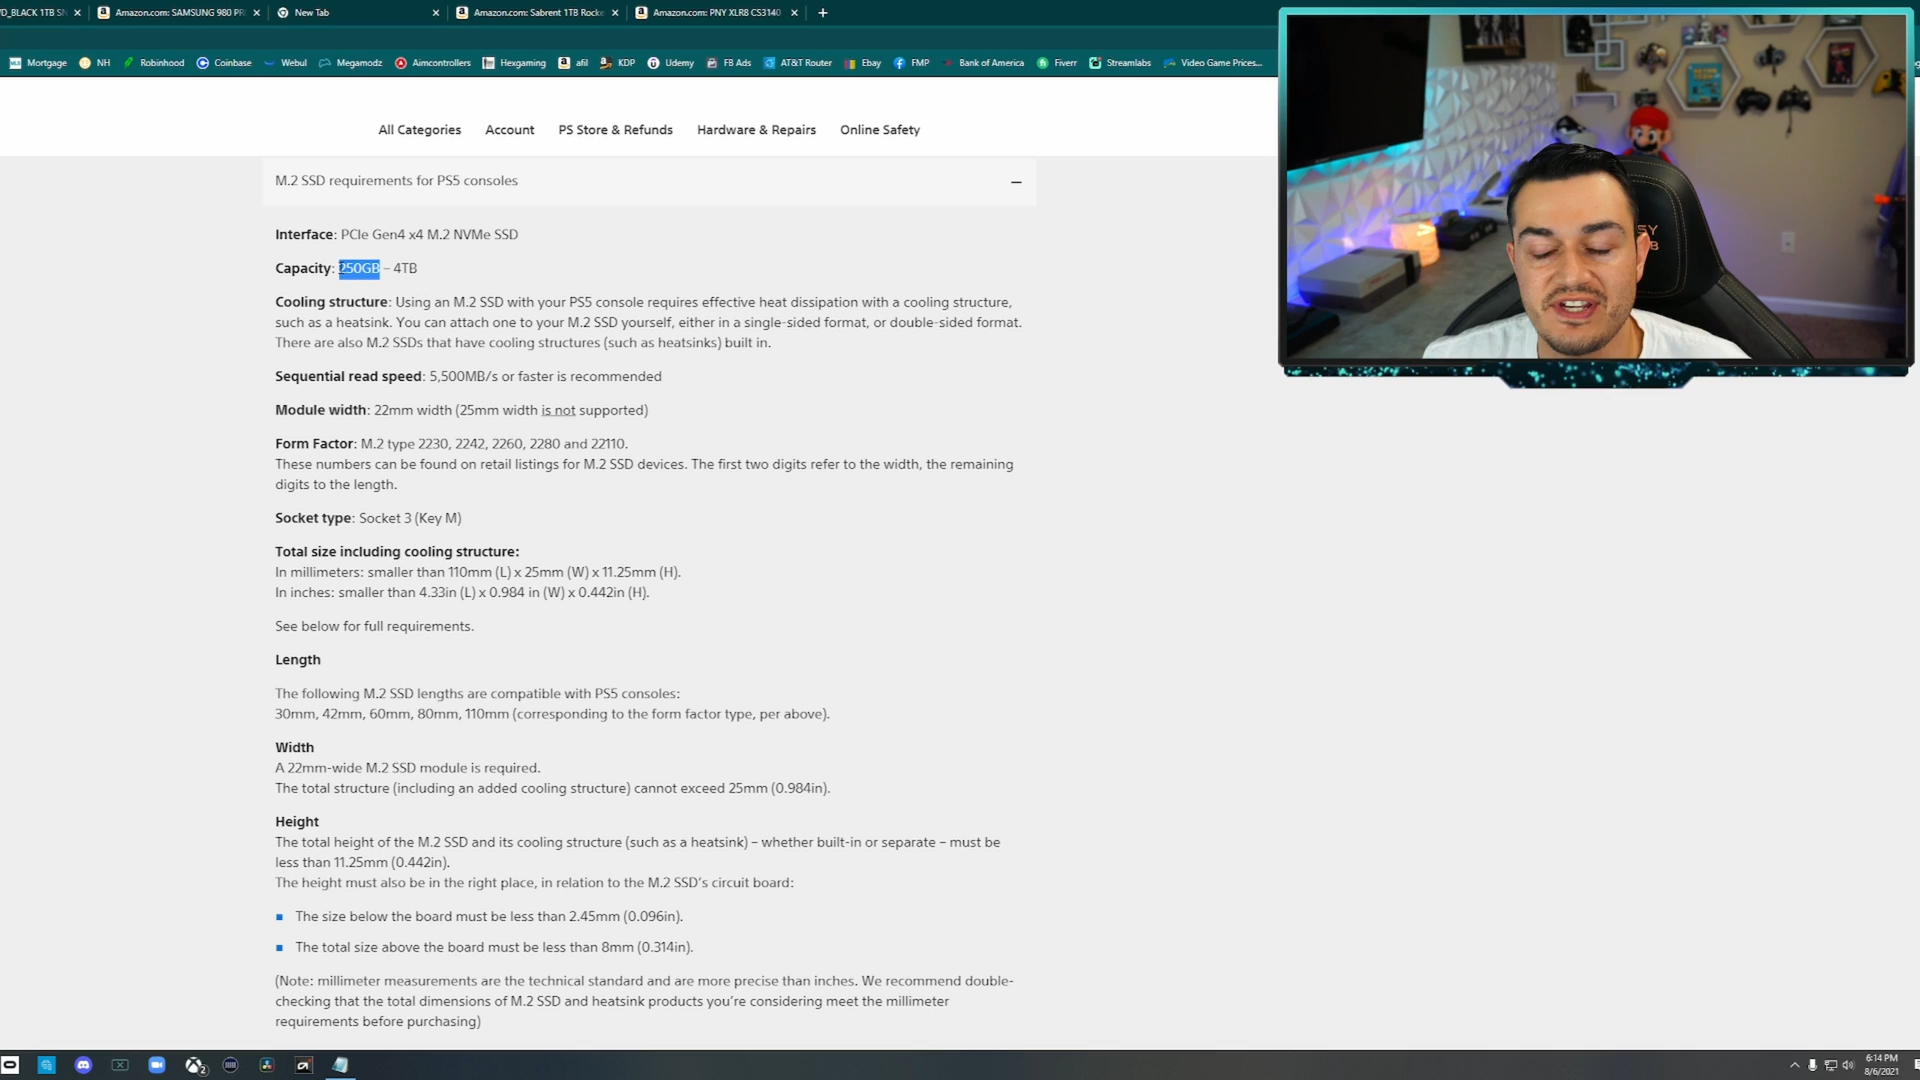 D_BLACK 1TB SN
Amazon.com: SAMSUNG 980 PR
New Tab
Amazon.com: Sabrent 1TB Rocke
Amazon.com: PNY XLR8 CS3140
Mortgage
NH
Robinhood
Coinbase
Webul
Megamodz
Aimcontrollers
Hexgaming
afil
KDP
Udemy
FB Ads
AT&T Router
Ebay
FMP
Bank of America
Fiverr
Streamlabs
Video Game Prices...
All Categories
Account
PS Store & Refunds
Hardware & Repairs
Online Safety
M.2 SSD requirements for PS5 consoles
Interface: PCIe Gen4 x4 M.2 NVMe SSD
Capacity: 250GB – 4TB
Cooling structure: Using an M.2 SSD with your PS5 console requires effective heat dissipation with a cooling structure,
such as a heatsink. You can attach one to your M.2 SSD yourself, either in a single-sided format, or double-sided format.
There are also M.2 SSDs that have cooling structures (such as heatsinks) built in.
Sequential read speed: 5,500MB/s or faster is recommended
Module width: 22mm width (25mm width is not supported)
Form Factor: M.2 type 2230, 2242, 2260, 2280 and 22110.
These numbers can be found on retail listings for M.2 SSD devices. The first two digits refer to the width, the remaining
digits to the length.
Socket type: Socket 3 (Key M)
Total size including cooling structure:
In millimeters: smaller than 110mm (L) x 25mm (W) x 11.25mm (H).
In inches: smaller than 4.33in (L) x 0.984 in (W) x 0.442in (H).
See below for full requirements.
Length
The following M.2 SSD lengths are compatible with PS5 consoles:
30mm, 42mm, 60mm, 80mm, 110mm (corresponding to the form factor type, per above).
Width
A 22mm-wide M.2 SSD module is required.
The total structure (including an added cooling structure) cannot exceed 25mm (0.984in).
Height
The total height of the M.2 SSD and its cooling structure (such as a heatsink) – whether built-in or separate – must be
less than 11.25mm (0.442in).
The height must also be in the right place, in relation to the M.2 SSD's circuit board:
The size below the board must be less than 2.45mm (0.096in).
The total size above the board must be less than 8mm (0.314in).
(Note: millimeter measurements are the technical standard and are more precise than inches. We recommend double-
checking that the total dimensions of M.2 SSD and heatsink products you're considering meet the millimeter
requirements before purchasing)
6:14 PM
8/6/2021